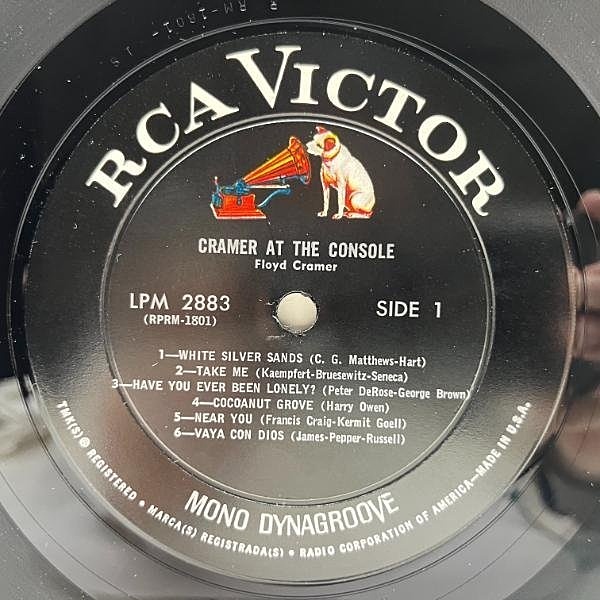 RCA VICTOR
CRAMER AT THE CONSOLE
Floyd Cramer
LPM 2883
(RPRM-1801)
SIDE 1
1—WHITE SILVER SANDS (C. G. Matthews-Hart)
2—TAKE ME (Kaempfert-Bruesewitz-Seneca)
3—HAVE YOU EVER BEEN LONELY? (Peter DeRose-George Brown)
4—COCOANUT GROVE (Harry Owen)
5—NEAR YOU (Francis Craig-Kermit Goell)
6—VAYA CON DIOS (James-Pepper-Russell)
MONO DYNAGROOVE
TMK(S) ® REGISTERED • MARCA(S) REGISTRADA(S) • RADIO CORPORATION OF AMERICA—MADE IN U.S.A.